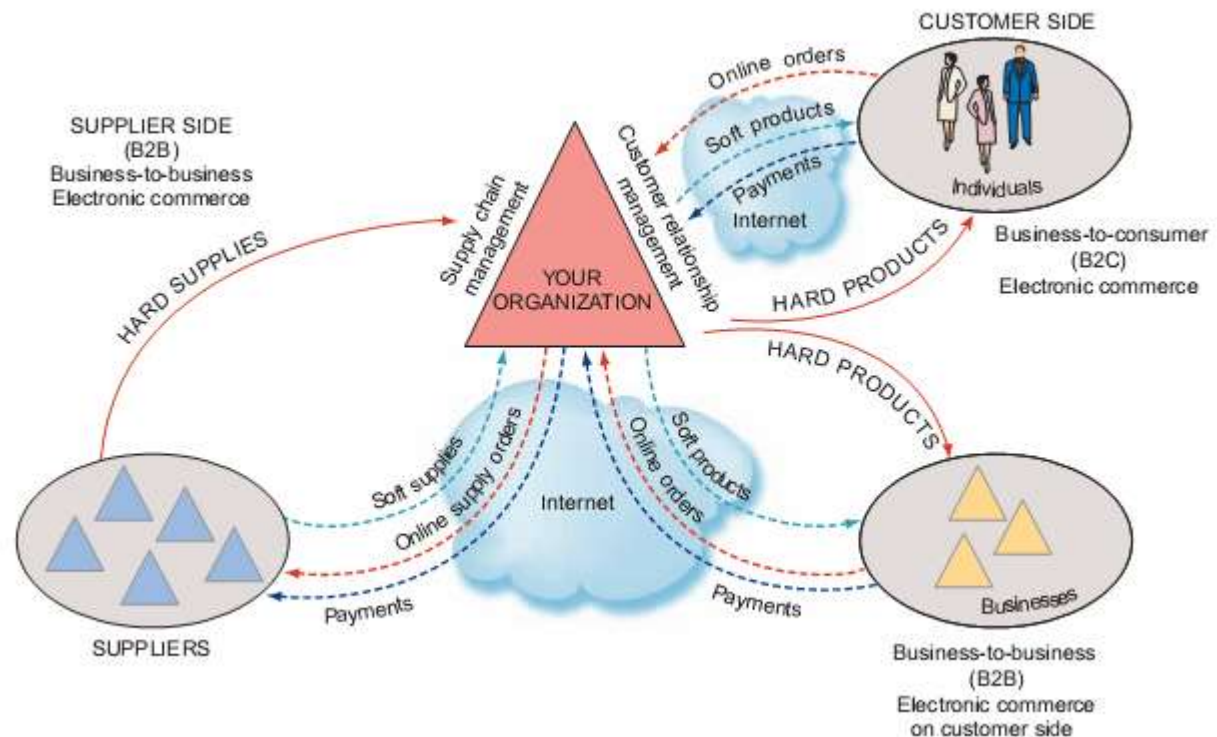 CUSTOMER SIDE
Online orders
Soft products
Payments
Internet
Individuals
SUPPLIER SIDE
(B2B)
Business-to-business
Electronic commerce
Supply chain
management
Customer relationship
management
YOUR
ORGANIZATION
HARD SUPPLIES
HARD PRODUCTS
Business-to-consumer
(B2C)
Electronic commerce
HARD PRODUCTS
Soft supplies
Online supply orders
Payments
Internet
Online orders
Soft products
Payments
Businesses
SUPPLIERS
Business-to-business
(B2B)
Electronic commerce
on customer side